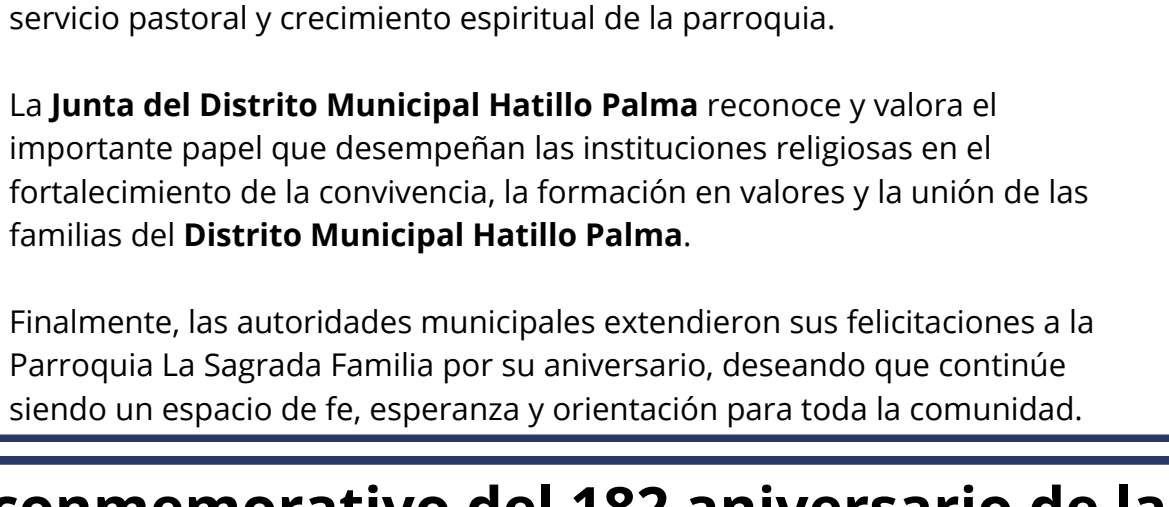 servicio pastoral y crecimiento espiritual de la parroquia.
La Junta del Distrito Municipal Hatillo Palma reconoce y valora el
importante papel que desempeñan las instituciones religiosas en el
fortalecimiento de la convivencia, la formación en valores y la unión de las
familias del Distrito Municipal Hatillo Palma.
Finalmente, las autoridades municipales extendieron sus felicitaciones a la
Parroquia La Sagrada Familia por su aniversario, deseando que continúe
siendo un espacio de fe, esperanza y orientación para toda la comunidad.
conmemorativo del 182 aniversario de la